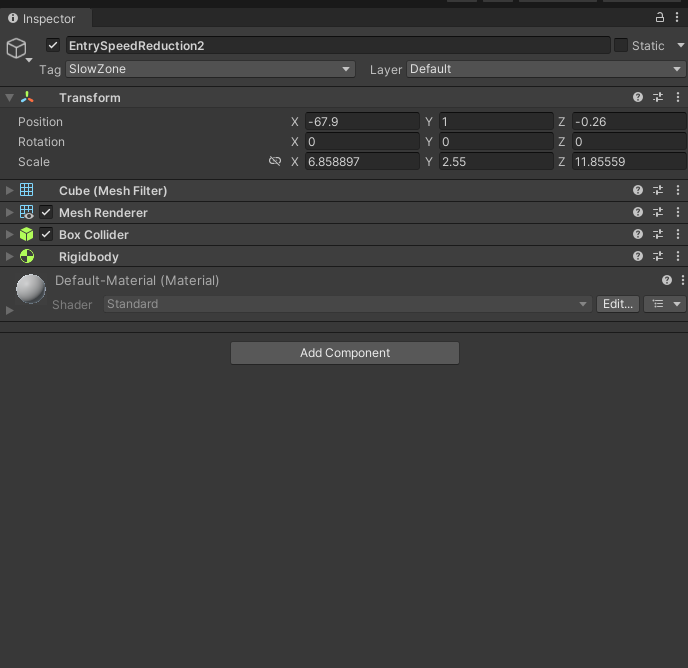 Inspector
EntrySpeedReduction2 Static
Tag SlowZone Layer Default
Transform
Position X -67.9 Y 1 Z -0.26
Rotation X 0 Y 0 Z 0
Scale X 6.858897 Y 2.55 Z 11.85559
Cube (Mesh Filter)
Mesh Renderer
Box Collider
Rigidbody
Default-Material (Material)
Shader Standard Edit...
Add Component